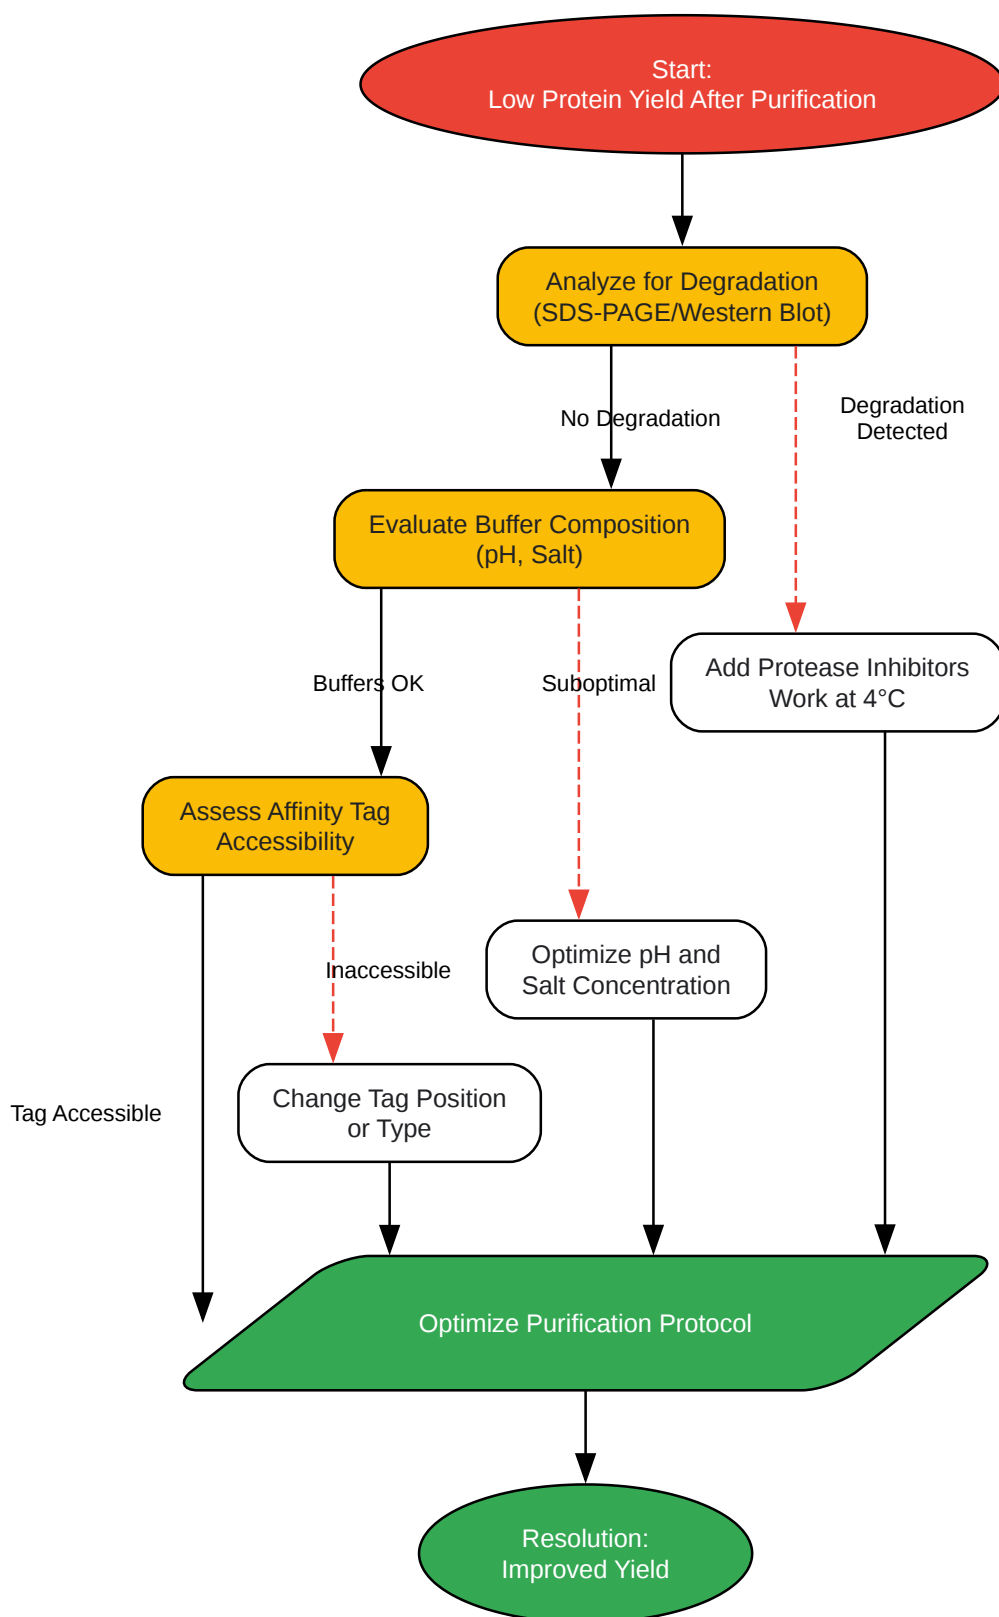 Start:
Low Protein Yield After Purification
Analyze for Degradation
(SDS-PAGE/Western Blot)
No Degradation
Degradation
Detected
Evaluate Buffer Composition
(pH, Salt)
Buffers OK
Suboptimal
Add Protease Inhibitors
Work at 4°C
Assess Affinity Tag
Accessibility
Inaccessible
Optimize pH and
Salt Concentration
Tag Accessible
Change Tag Position
or Type
Optimize Purification Protocol
Resolution:
Improved Yield